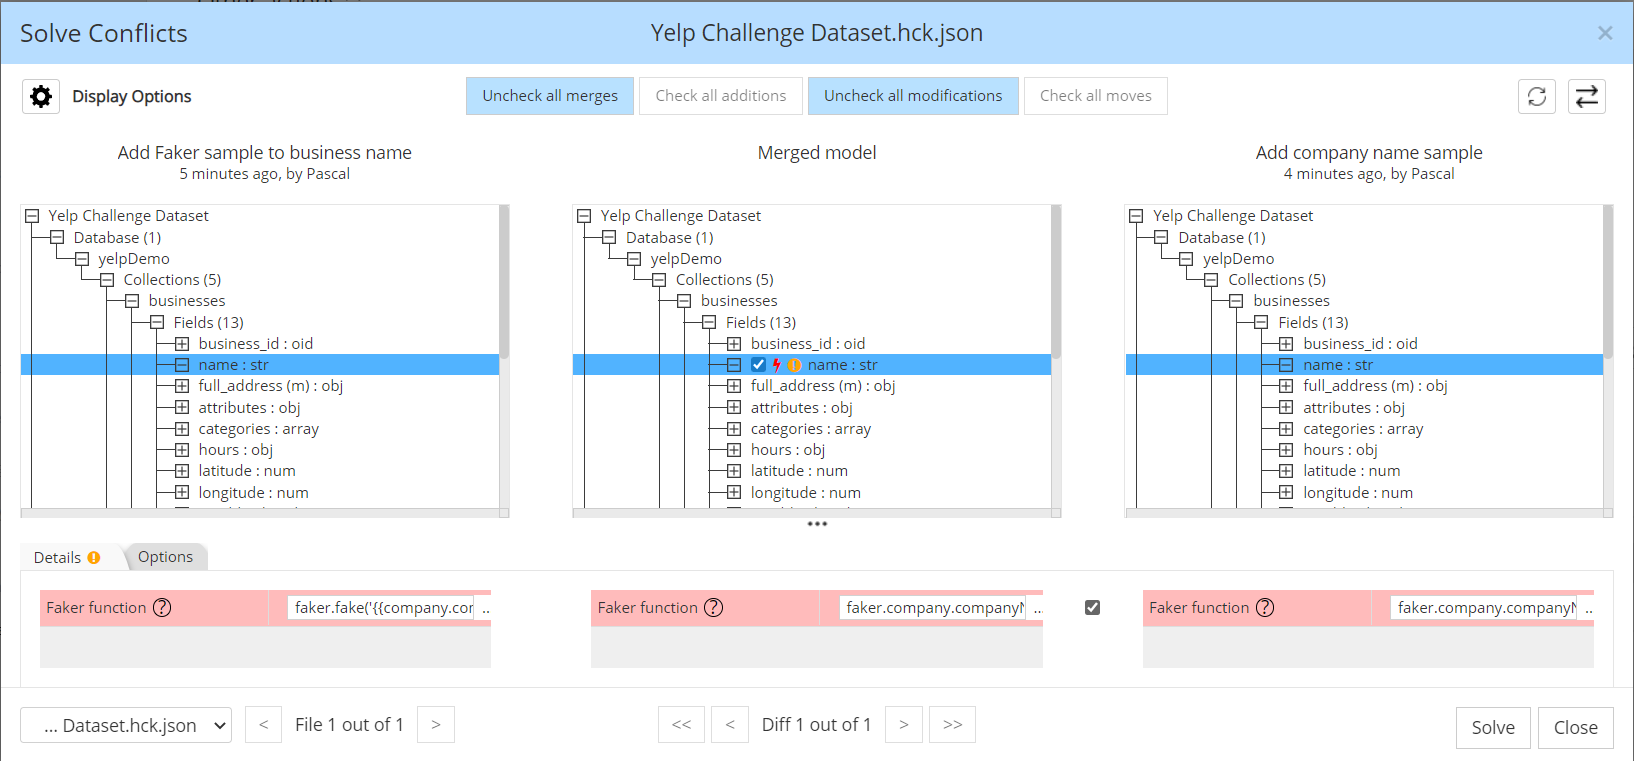 Solve Conflicts
Yelp Challenge Dataset.hck.json
Display Options
Uncheck all merges
Check all additions
Uncheck all modifications
Check all moves
Add Faker sample to business name
5 minutes ago, by Pascal
Merged model
Add company name sample
4 minutes ago, by Pascal
Yelp Challenge Dataset
Database (1)
yelpDemo
Collections (5)
businesses
Fields (13)
business_id : oid
name : str
full_address (m) : obj
attributes : obj
categories : array
hours : obj
latitude : num
longitude : num
Yelp Challenge Dataset
Database (1)
yelpDemo
Collections (5)
businesses
Fields (13)
business_id : oid
name : str
full_address (m) : obj
attributes : obj
categories : array
hours : obj
latitude : num
longitude : num
Yelp Challenge Dataset
Database (1)
yelpDemo
Collections (5)
businesses
Fields (13)
business_id : oid
name : str
full_address (m) : obj
attributes : obj
categories : array
hours : obj
latitude : num
longitude : num
Details
Options
Faker function ? faker.fake('{{company.cor ...
Faker function ? faker.company.companyN ...
Faker function ? faker.company.companyN ...
... Dataset.hck.json
< File 1 out of 1 >
<< < Diff 1 out of 1 > >>
Solve
Close